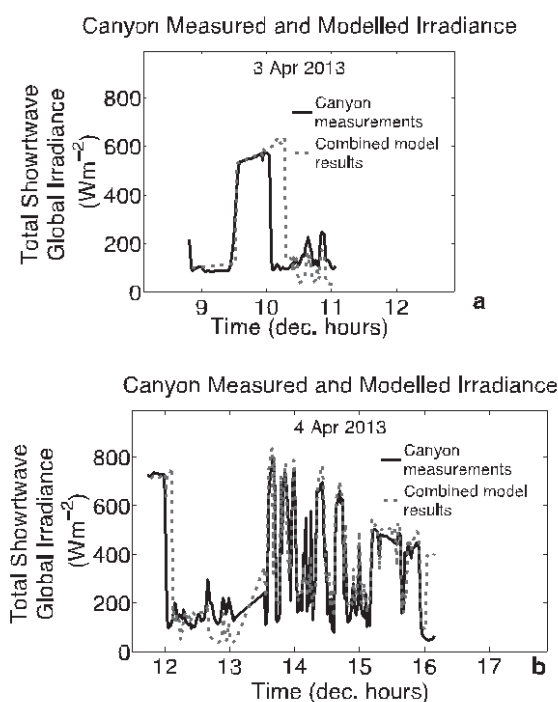 Canyon Measured and Modelled Irradiance
3 Apr 2013
Canyon
measurements
Combined model
results
Total Showrtwave
Global Irradiance
(Wm⁻²)
800
600
400
200
0
9 10 11 12
Time (dec. hours)
a
Canyon Measured and Modelled Irradiance
4 Apr 2013
Canyon
measurements
Combined model
results
Total Showrtwave
Global Irradiance
(Wm⁻²)
800
600
400
200
0
12 13 14 15 16 17
Time (dec. hours)
b